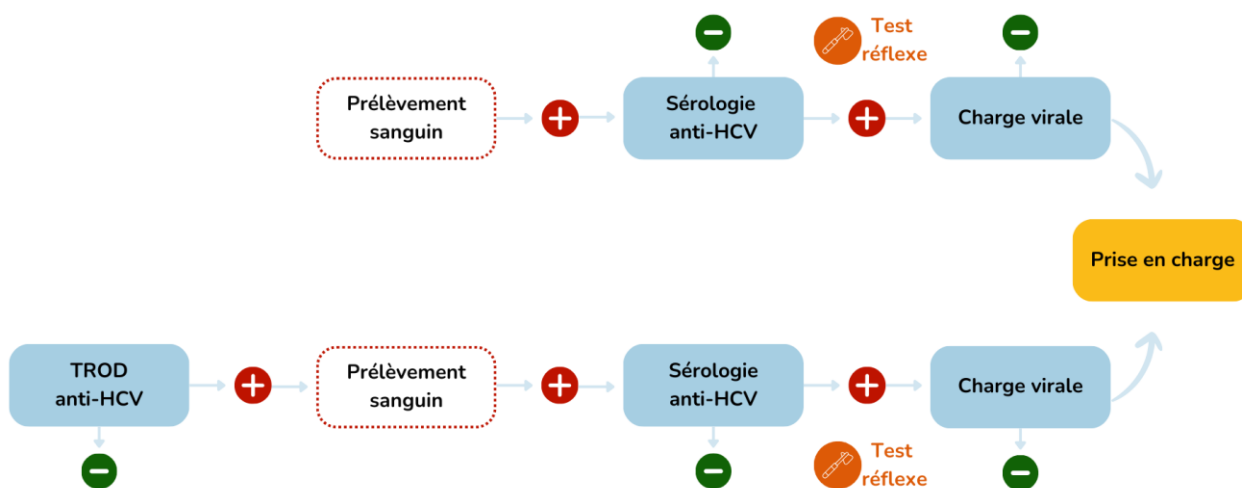 Test
réflexe
Prélèvement
sanguin
Sérologie
anti-HCV
Charge virale
Prise en charge
TROD
anti-HCV
Prélèvement
sanguin
Sérologie
anti-HCV
Charge virale
Test
réflexe